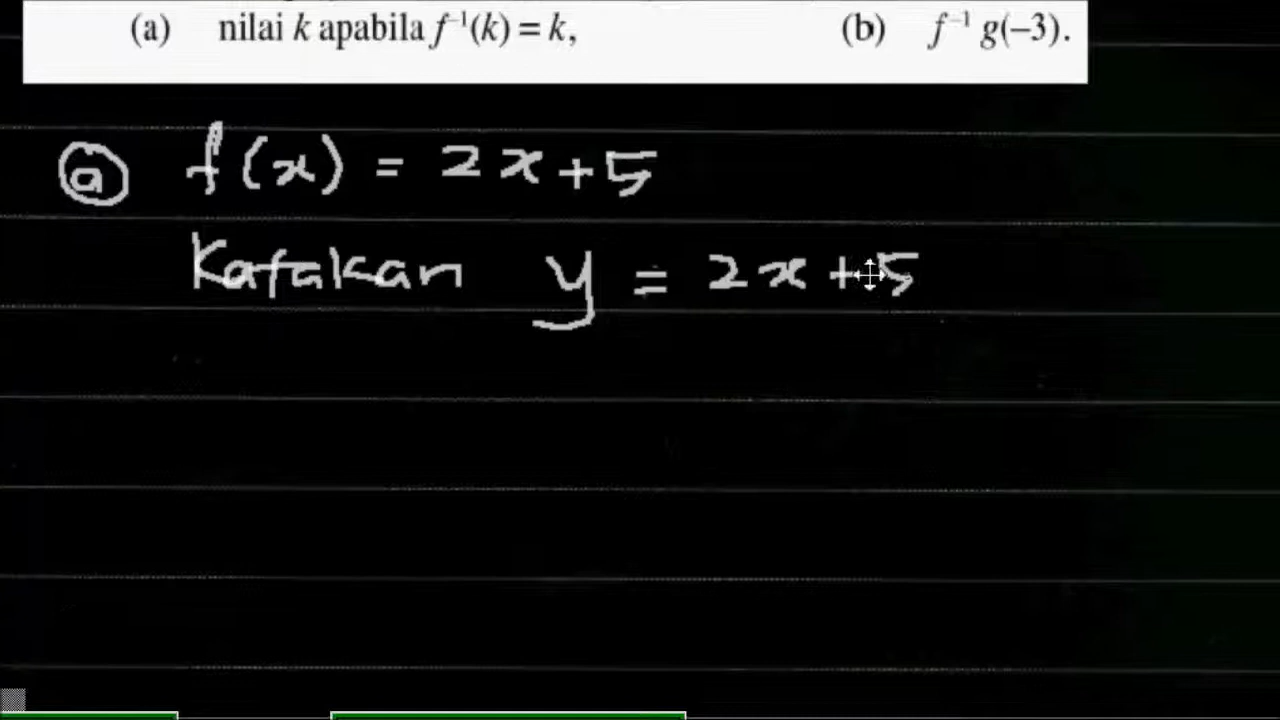 (a) nilai k apabila f⁻¹(k) = k, (b) f⁻¹ g(–3).
(a) f(x) = 2x + 5
Katakan y = 2x + 5